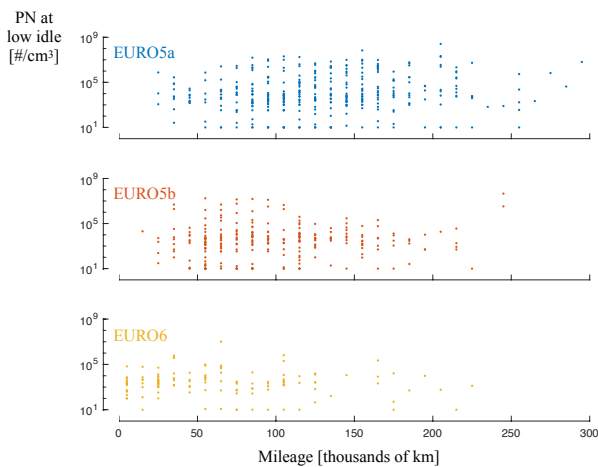 PN at
low idle
[#/cm³]
10⁹
EURO5a
10⁵
10¹
10⁹
EURO5b
10⁵
10¹
10⁹
EURO6
10⁵
10¹
0 50 100 150 200 250 300
Mileage [thousands of km]